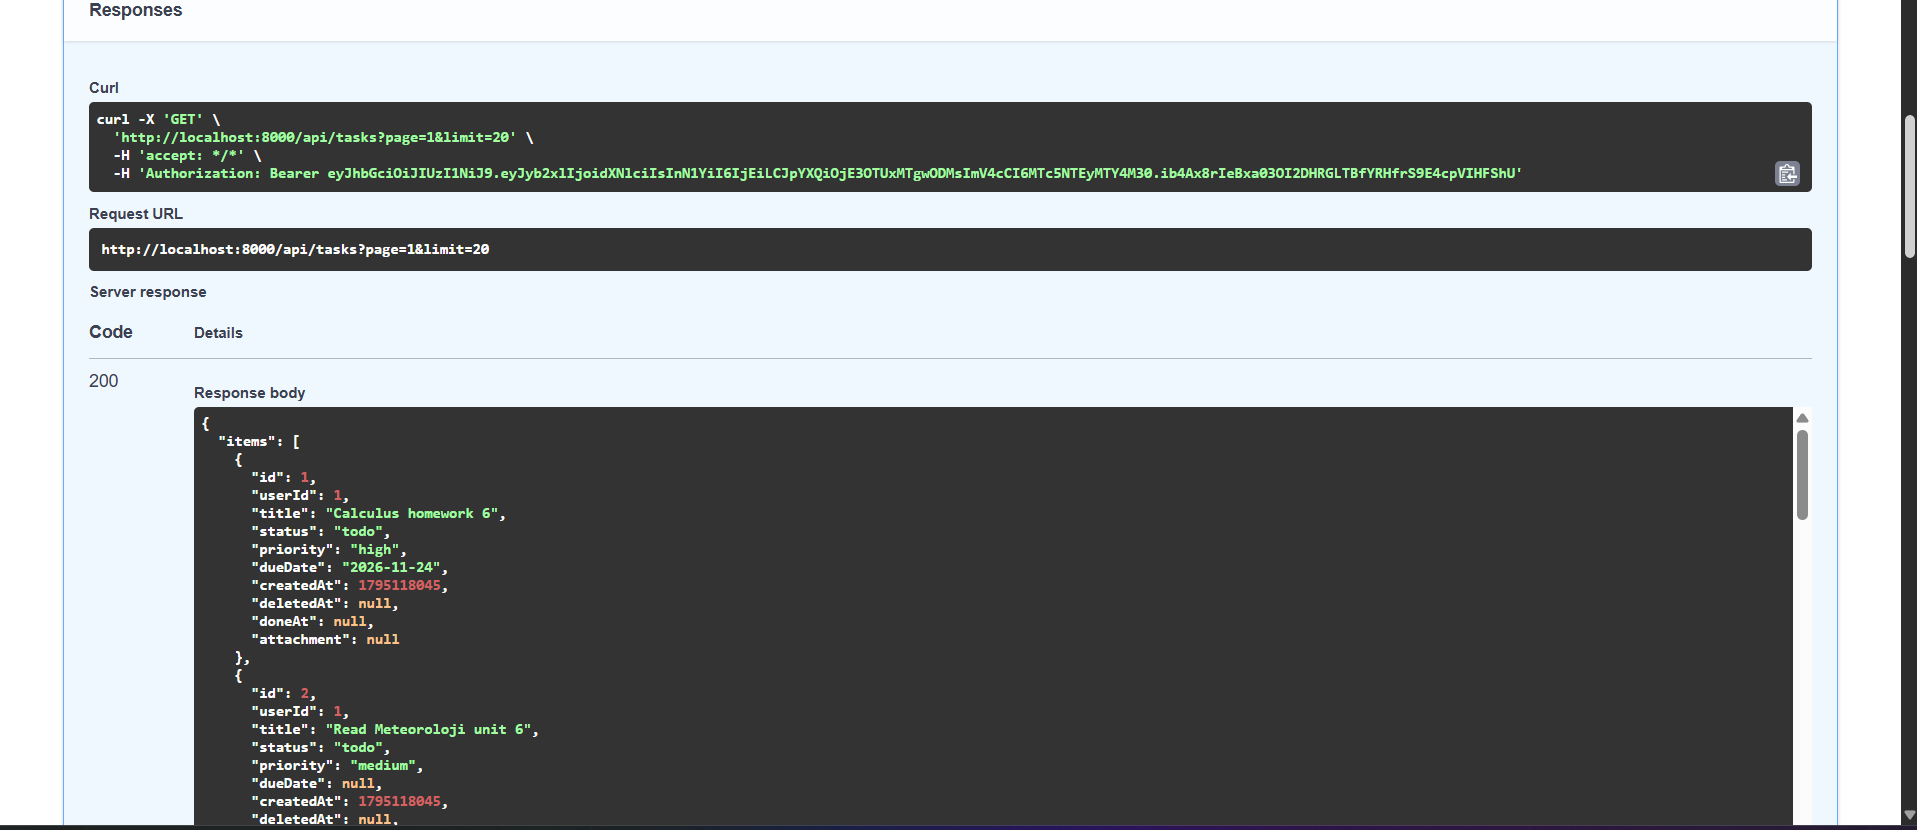 Responses
Curl
curl -X 'GET' \
'http://localhost:8000/api/tasks?page=1&limit=20' \
-H 'accept: */*' \
-H 'Authorization: Bearer eyJhbGciOiJIUzI1NiJ9.eyJyb2xlIjoidXNlciIsInN1YiI6IjEiLCJpYXQiOjE3OTUxMTgwODMsImV4cCI6MTc5NTEyMTY4M30.ib4Ax8rIeBxa03OI2DHRGLTBfYRHfrS9E4cpVIHFShU'
Request URL
http://localhost:8000/api/tasks?page=1&limit=20
Server response
Code Details
200
Response body
{
"items": [
{
"id": 1,
"userId": 1,
"title": "Calculus homework 6",
"status": "todo",
"priority": "high",
"dueDate": "2026-11-24",
"createdAt": 1795118045,
"deletedAt": null,
"doneAt": null,
"attachment": null
},
{
"id": 2,
"userId": 1,
"title": "Read Meteoroloji unit 6",
"status": "todo",
"priority": "medium",
"dueDate": null,
"createdAt": 1795118045,
"deletedAt": null,